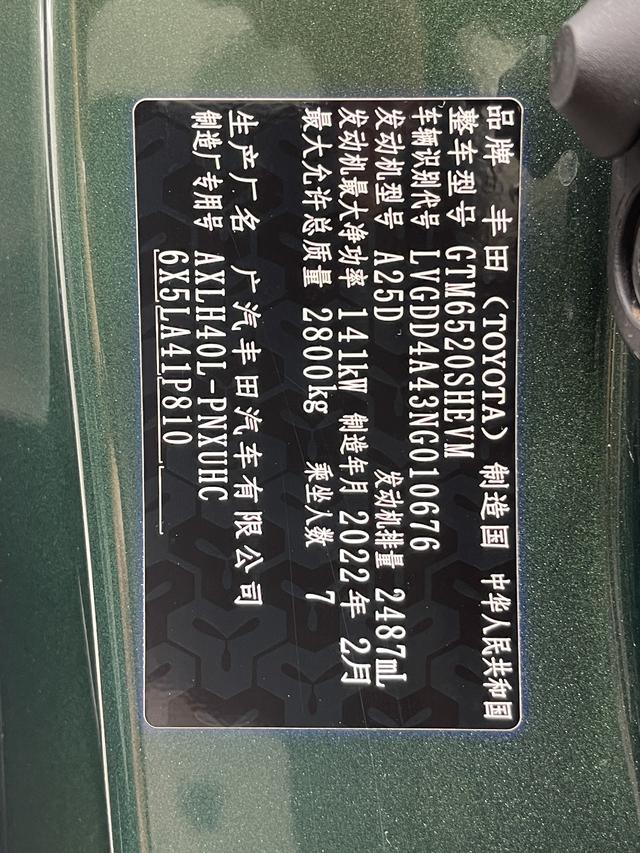 品牌 丰田(TOYOTA) 制造国 中华人民共和国
整车型号 GTM6520SHEVM
车辆识别代号 LVGDD4A43NG010676
发动机型号 A25D 发动机排量 2487mL
发动机最大净功率 141kW 制造年月 2022年 2月
最大允许总质量 2800kg 乘坐人数 7
生产厂名 广汽丰田汽车有限公司
制造厂专用号 AXLH40L-PNXUHC
6X5LA41P810